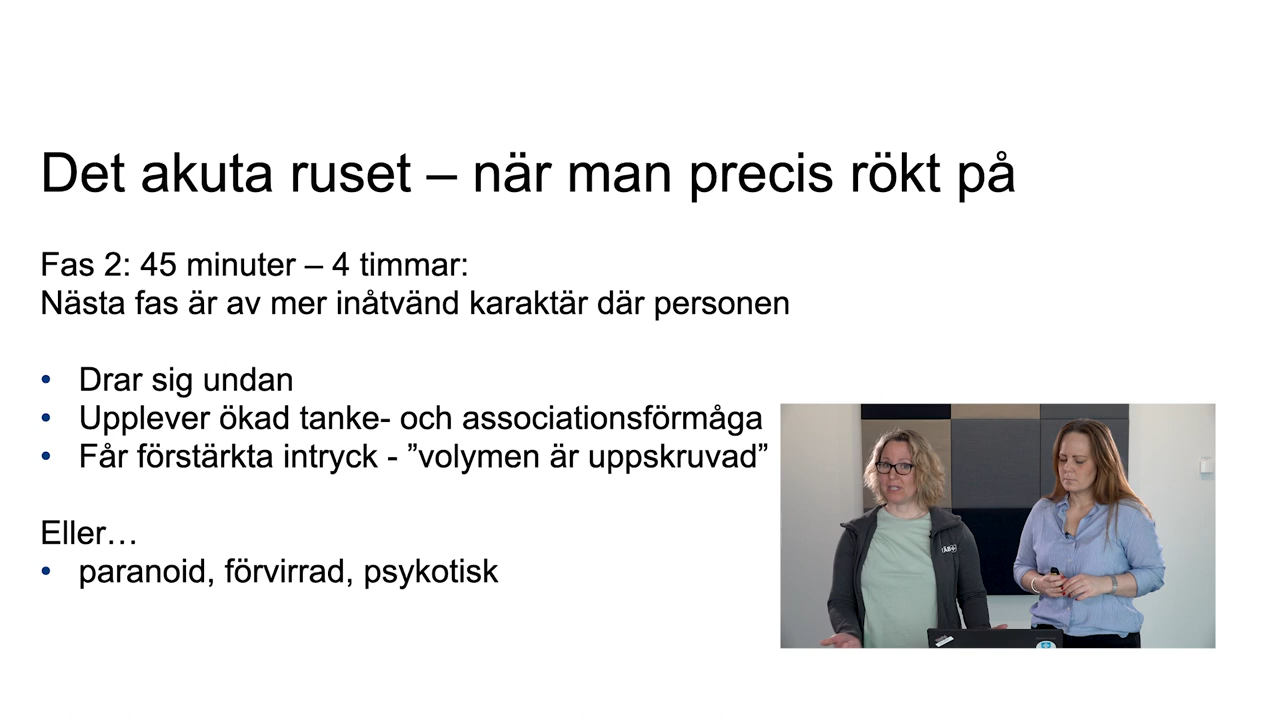 Det akuta ruset – när man precis rökt på
Fas 2: 45 minuter – 4 timmar:
Nästa fas är av mer inåtvänd karaktär där personen
• Drar sig undan
• Upplever ökad tanke- och associationsförmåga
• Får förstärkta intryck - ”volymen är uppskruvad”
Eller…
• paranoid, förvirrad, psykotisk